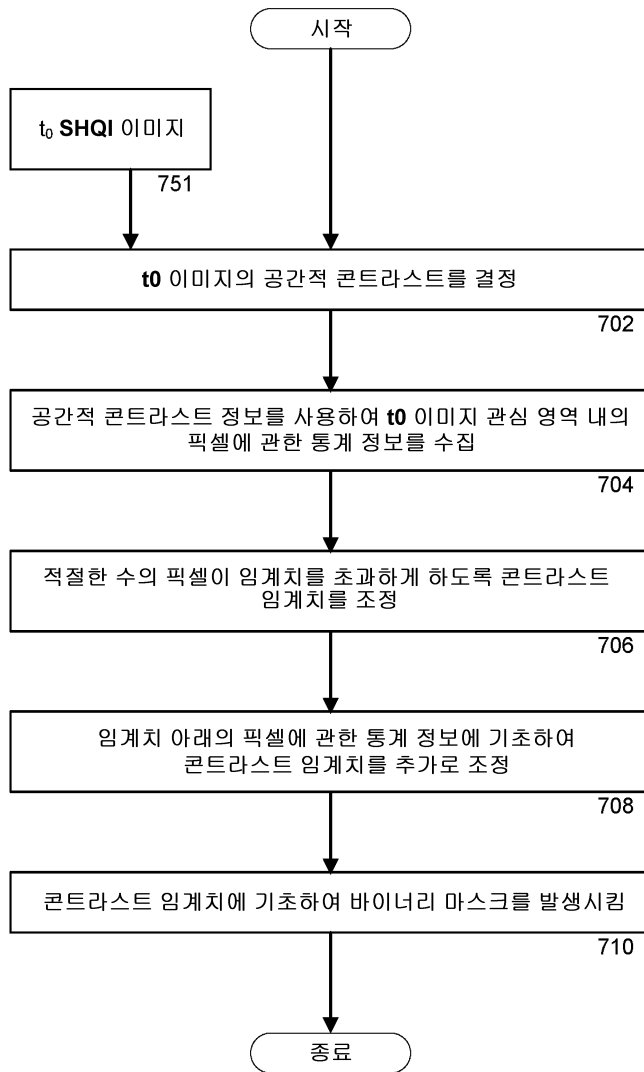 시작
t₀ SHQI 이미지
751
t0 이미지의 공간적 콘트라스트를 결정
702
공간적 콘트라스트 정보를 사용하여 t0 이미지 관심 영역 내의
픽셀에 관한 통계 정보를 수집
704
적절한 수의 픽셀이 임계치를 초과하게 하도록 콘트라스트
임계치를 조정
706
임계치 아래의 픽셀에 관한 통계 정보에 기초하여
콘트라스트 임계치를 추가로 조정
708
콘트라스트 임계치에 기초하여 바이너리 마스크를 발생시킴
710
종료